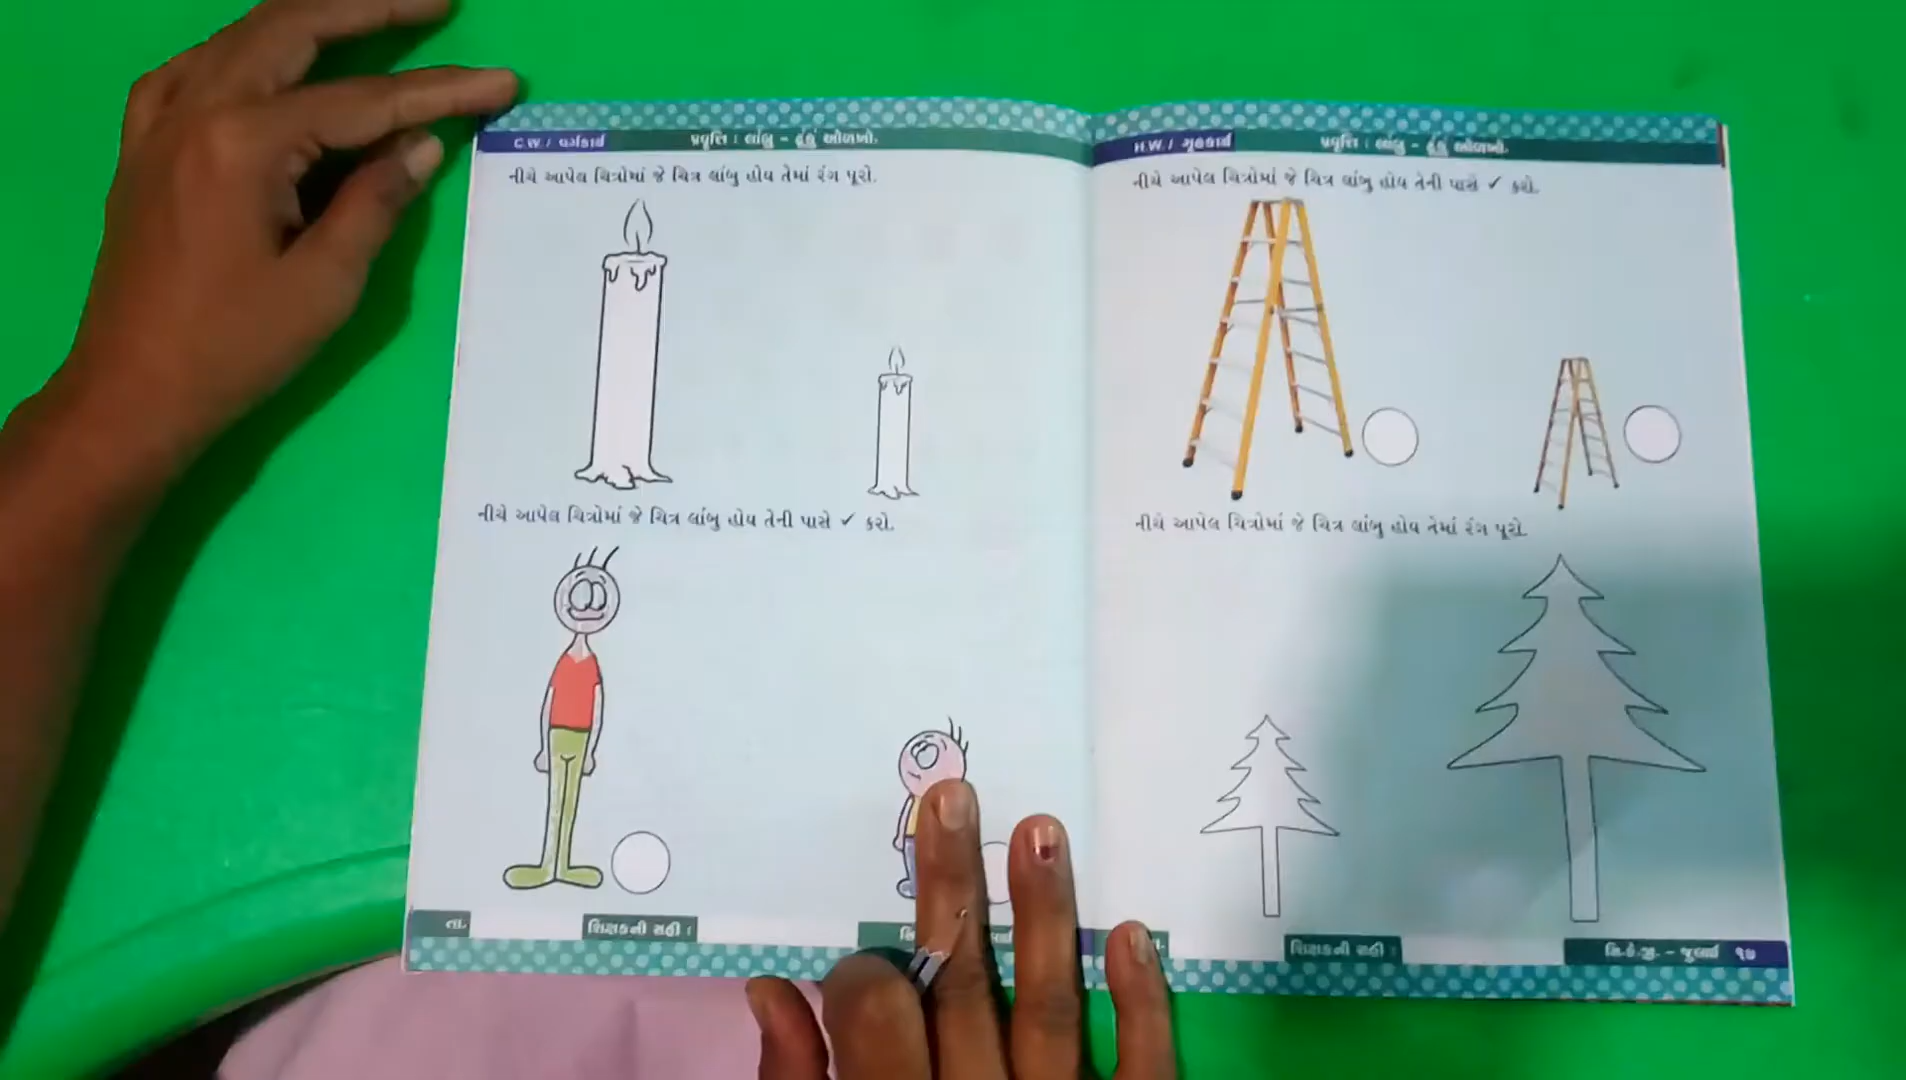 C.W. / વર્ગકાર્ય
પ્રવૃત્તિ : લાંબુ - ટૂંકું ઓળખો.
નીચે આપેલ ચિત્રોમાં જે ચિત્ર લાંબુ હોય તેમાં રંગ પૂરો.
નીચે આપેલ ચિત્રોમાં જે ચિત્ર લાંબુ હોય તેની પાસે ✓ કરો.
તા.
શિક્ષકની સહી :
H.W. / ગૃહકાર્ય
પ્રવૃત્તિ : લાંબુ - ટૂંકું ઓળખો.
નીચે આપેલ ચિત્રોમાં જે ચિત્ર લાંબુ હોય તેની પાસે ✓ કરો.
નીચે આપેલ ચિત્રોમાં જે ચિત્ર લાંબુ હોય તેમાં રંગ પૂરો.
શિક્ષકની સહી :
સિ.કે.જી. - જુલાઈ ૧૭